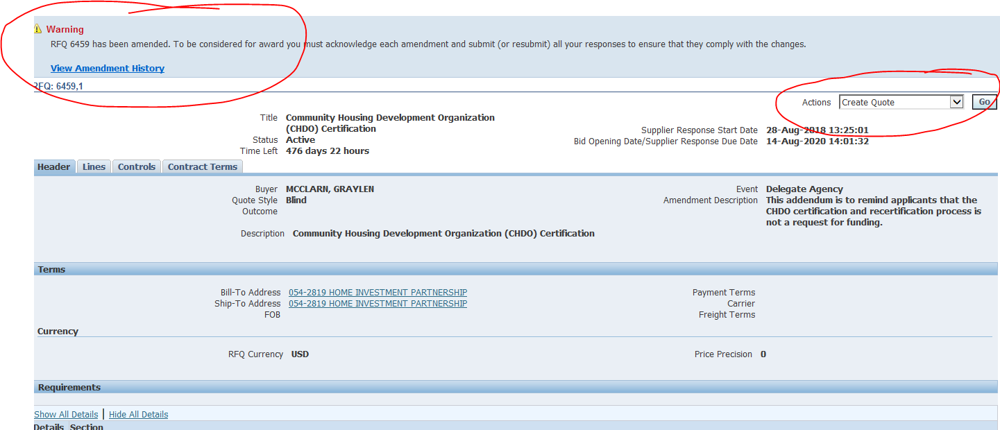 Warning
RFQ 6459 has been amended. To be considered for award you must acknowledge each amendment and submit (or resubmit) all your responses to ensure that they comply with the changes.
View Amendment History
RFQ: 6459,1
Actions Create Quote Go
Title Community Housing Development Organization
(CHDO) Certification
Status Active
Time Left 476 days 22 hours
Supplier Response Start Date 28-Aug-2018 13:25:01
Bid Opening Date/Supplier Response Due Date 14-Aug-2020 14:01:32
Header Lines Controls Contract Terms
Buyer MCCLARN, GRAYLEN
Quote Style Blind
Outcome
Description Community Housing Development Organization (CHDO) Certification
Event Delegate Agency
Amendment Description This addendum is to remind applicants that the
CHDO certification and recertification process is
not a request for funding.
Terms
Bill-To Address 054-2819 HOME INVESTMENT PARTNERSHIP
Ship-To Address 054-2819 HOME INVESTMENT PARTNERSHIP
FOB
Payment Terms
Carrier
Freight Terms
Currency
RFQ Currency USD
Price Precision 0
Requirements
Show All Details | Hide All Details
Details Section